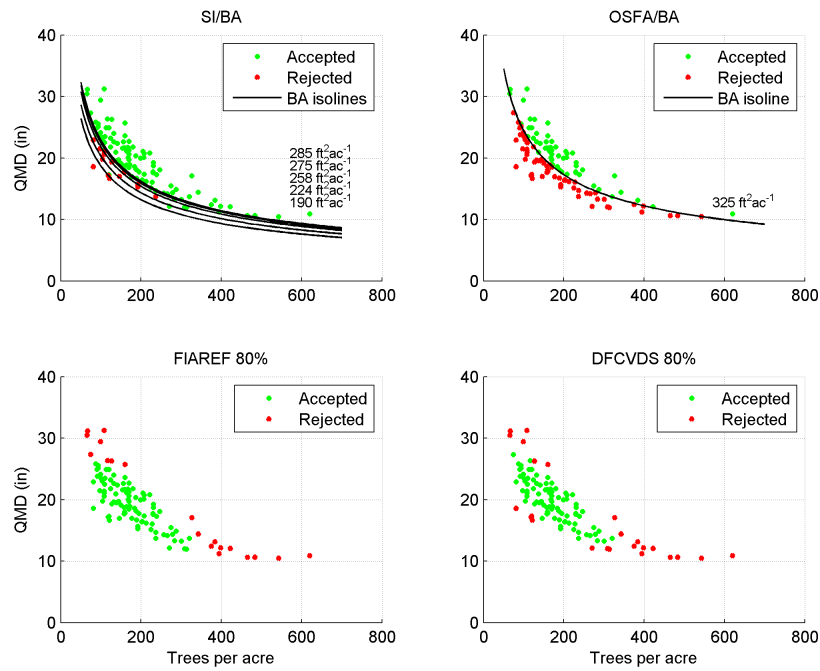 SI/BA
40
30
20
10
0
QMD (in)
Accepted
Rejected
BA isolines
285 ft²ac⁻¹
275 ft²ac⁻¹
258 ft²ac⁻¹
224 ft²ac⁻¹
190 ft²ac⁻¹
0 200 400 600 800
OSFA/BA
40
30
20
10
0
Accepted
Rejected
BA isoline
325 ft²ac⁻¹
0 200 400 600 800
FIAREF 80%
40
30
20
10
0
QMD (in)
Accepted
Rejected
0 200 400 600 800
Trees per acre
DFCVDS 80%
40
30
20
10
0
Accepted
Rejected
0 200 400 600 800
Trees per acre